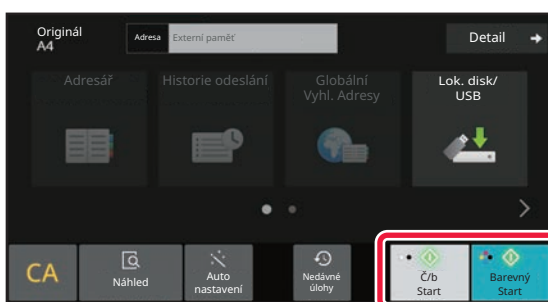 Originál
A4
Adresa
Externí paměť
Detail
Adresář
Historie odeslání
Globální
Vyhl. Adresy
Lok. disk/
USB
CA
Náhled
Auto
nastavení
Nedávné
úlohy
Č/b
Start
Barevný
Start